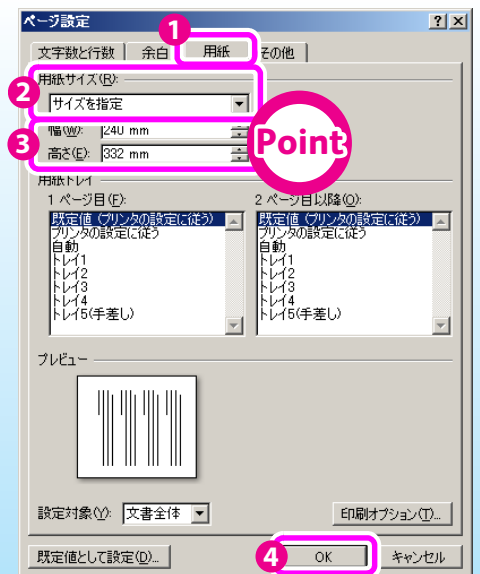 ページ設定
1
文字数と行数 余白 用紙 その他
用紙サイズ(R):
2
サイズを指定
3
幅(W): 240 mm
Point
高さ(E): 332 mm
用紙トレイ
1 ページ目(F): 2 ページ目以降(O):
既定値 (プリンタの設定に従う) 既定値 (プリンタの設定に従う)
プリンタの設定に従う プリンタの設定に従う
自動 自動
トレイ1 トレイ1
トレイ2 トレイ2
トレイ3 トレイ3
トレイ4 トレイ4
トレイ5(手差し) トレイ5(手差し)
プレビュー
設定対象(Y): 文書全体 印刷オプション(T)...
既定値として設定(D)... 4 OK キャンセル